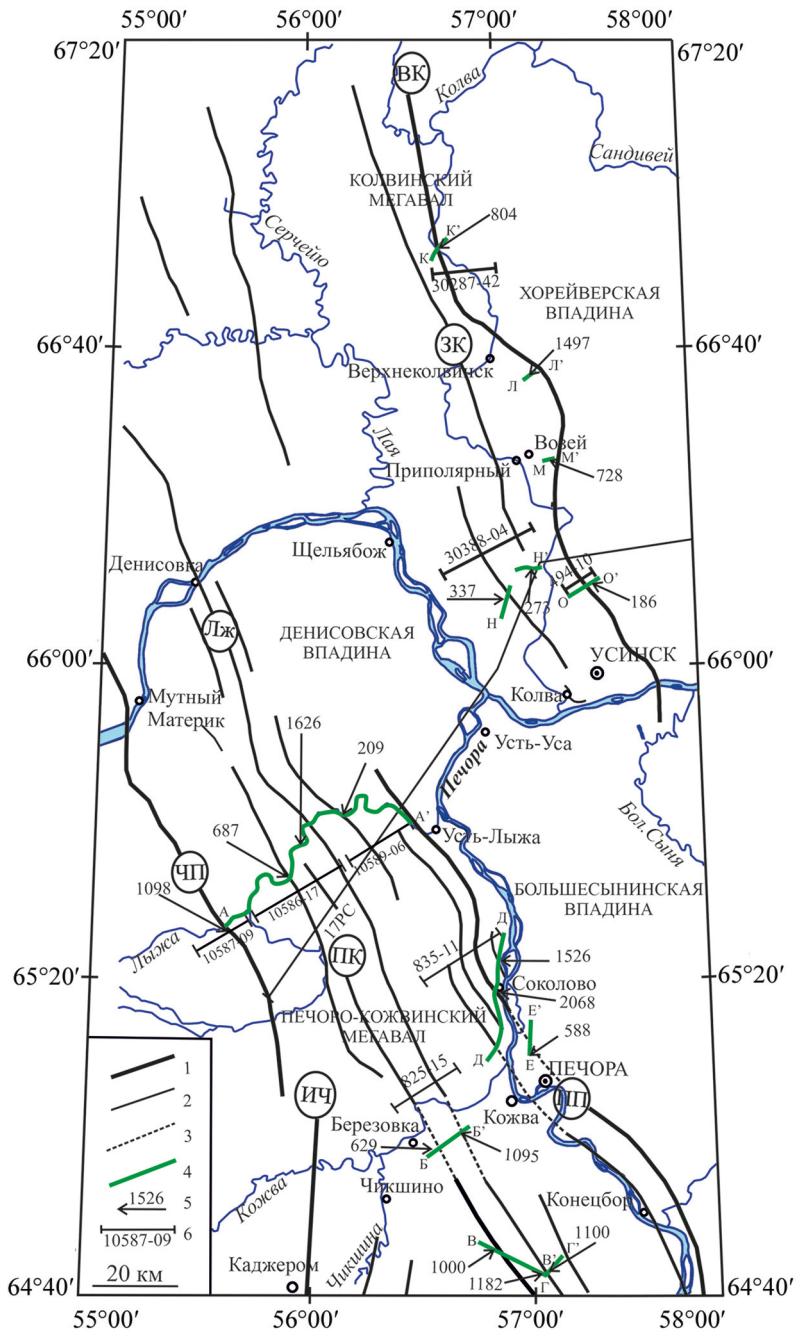 55°00′
56°00′
57°00′
58°00′
67°20′
67°20′
ВК
Колва
Сандивей
КОЛВИНСКИЙ
МЕГАВАЛ
К’
804
К
Серчейю
30287-42
ХОРЕЙВЕРСКАЯ
ВПАДИНА
66°40′
ЗК
1497
66°40′
Л’
Верхнеколвинск
Л
Лая
Возей
М’
Приполярный
М
728
30388-04
Щельябож
Н’
Денисовка
494-10
О’
337
273
О
186
Н
Лж
ДЕНИСОВСКАЯ
ВПАДИНА
66°00′
УСИНСК
66°00′
Мутный
Материк
Колва
1626
Усть-Уса
209
Печора
687
А’
Усть-Лыжа
Бол.Сыня
10589-06
ЧП
1098
10586-17
БОЛЬШЕСЫНИНСКАЯ
ВПАДИНА
А
17РС
Д
Лыжа
10587-09
ПК
835-11
1526
65°20′
Соколово
65°20′
2068
Е’
ПЕЧОРО-КОЖВИНСКИЙ
МЕГАВАЛ
588
Д
Е
825-15
ПЕЧОРА
ИЧ
ПП
Кожва
Березовка
Б’
629
1095
Б
Чикшино
Кожва
Конецбор
В
В’
Г’
1100
1000
Чикшина
Каджером
1182
Г
1
2
3
4
1526
5
10587-09
6
20 км
64°40′
64°40′
55°00′
56°00′
57°00′
58°00′